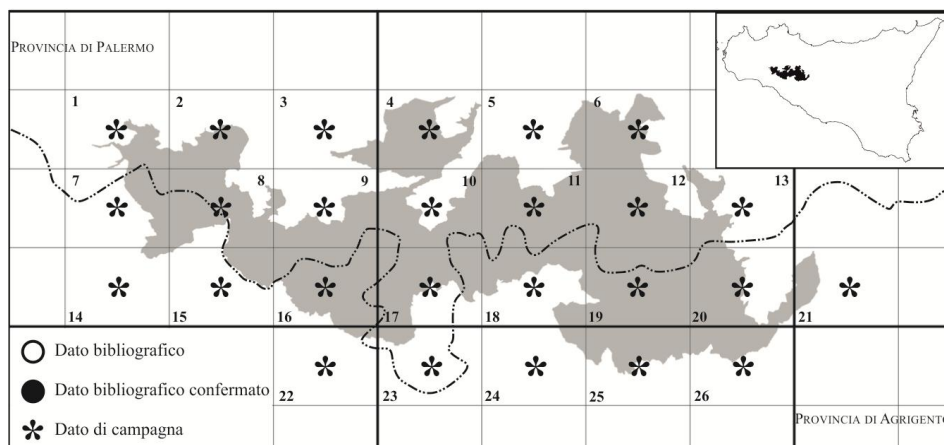 PROVINCIA DI PALERMO
1 2 3 4 5 6
7 8 9 10 11 12 13
14 15 16 17 18 19 20 21
Dato bibliografico
Dato bibliografico confermato
22 23 24 25 26
Dato di campagna
PROVINCIA DI AGRIGENTO